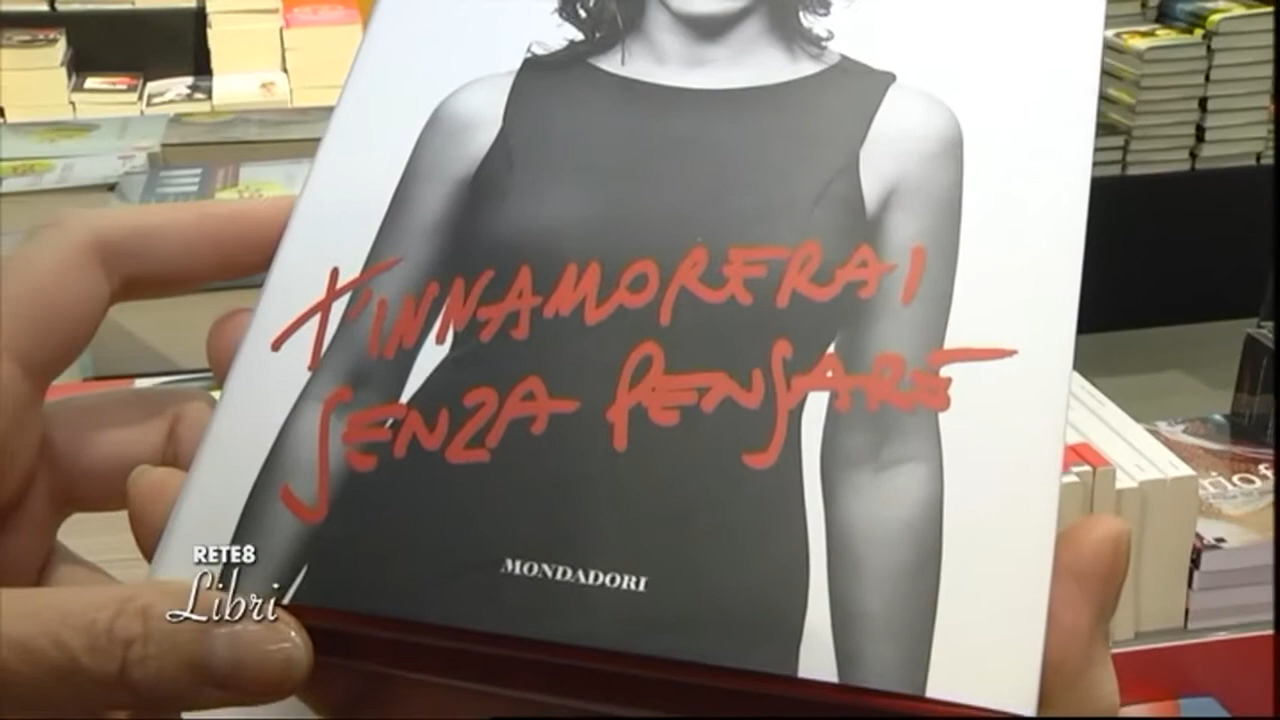 T'INNAMORERAI
SENZA PENSARE
MONDADORI
RETE8
Libri